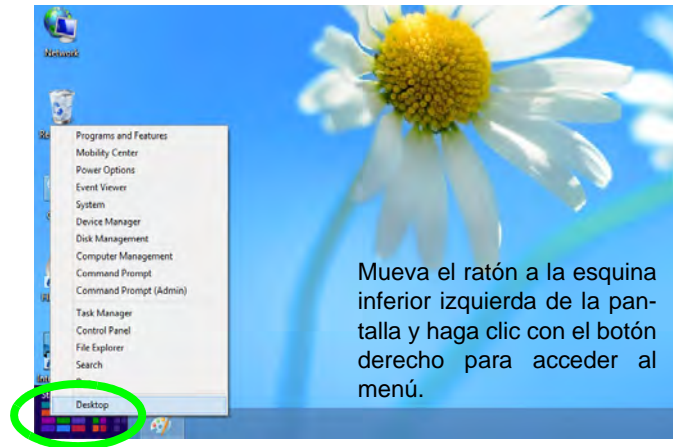 Network
Programs and Features
Mobility Center
Power Options
Event Viewer
System
Device Manager
Disk Management
Computer Management
Command Prompt
Command Prompt (Admin)
Task Manager
Control Panel
File Explorer
Search
Desktop
Mueva el ratón a la esquina
inferior izquierda de la pan-
talla y haga clic con el botón
derecho para acceder al
menú.